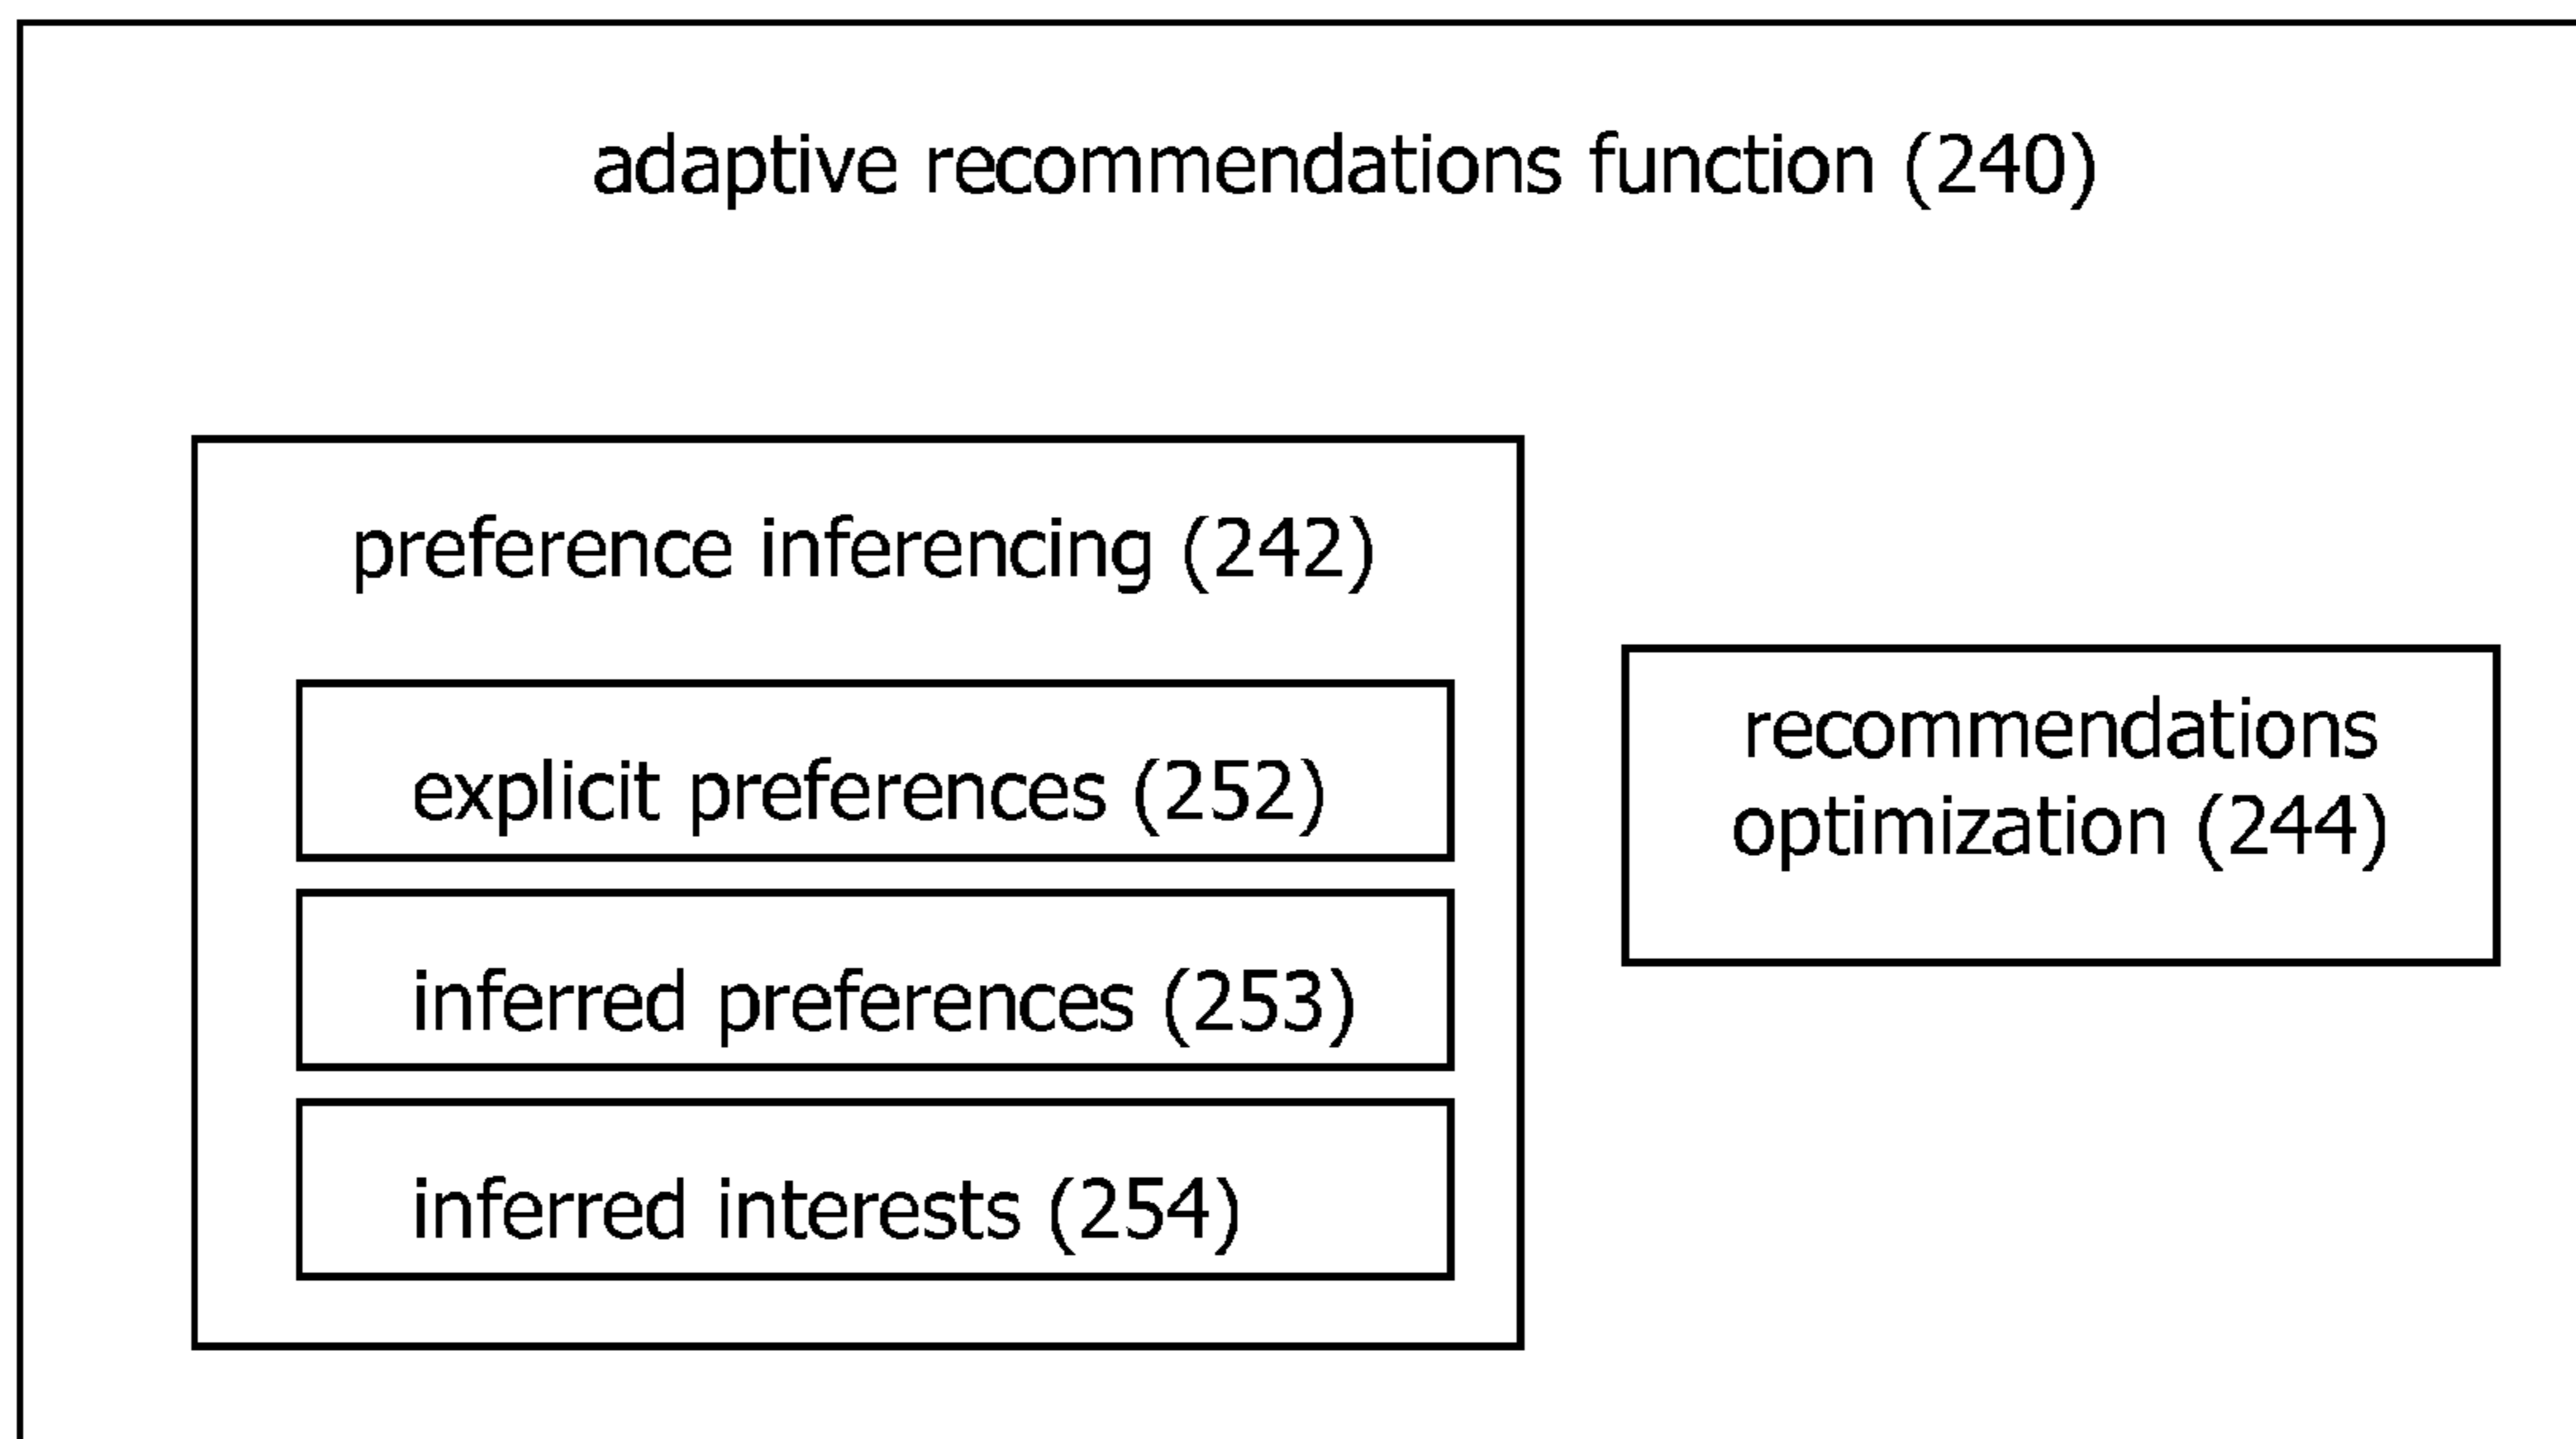 adaptive recommendations function (240)
preference inferencing (242)
explicit preferences (252)
inferred preferences (253)
inferred interests (254)
recommendations
optimization (244)